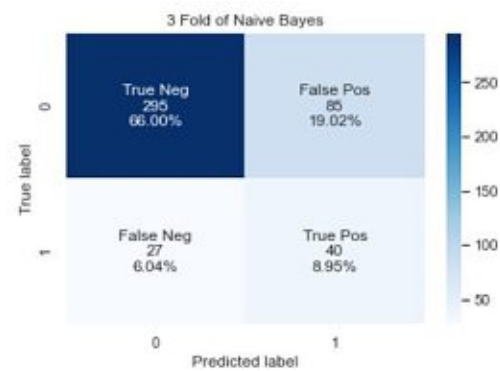 3 Fold of Naive Bayes
True label
0
True Neg
295
66.00%
False Pos
85
19.02%
1
False Neg
27
6.04%
True Pos
40
8.95%
0
1
Predicted label
250
200
150
100
50